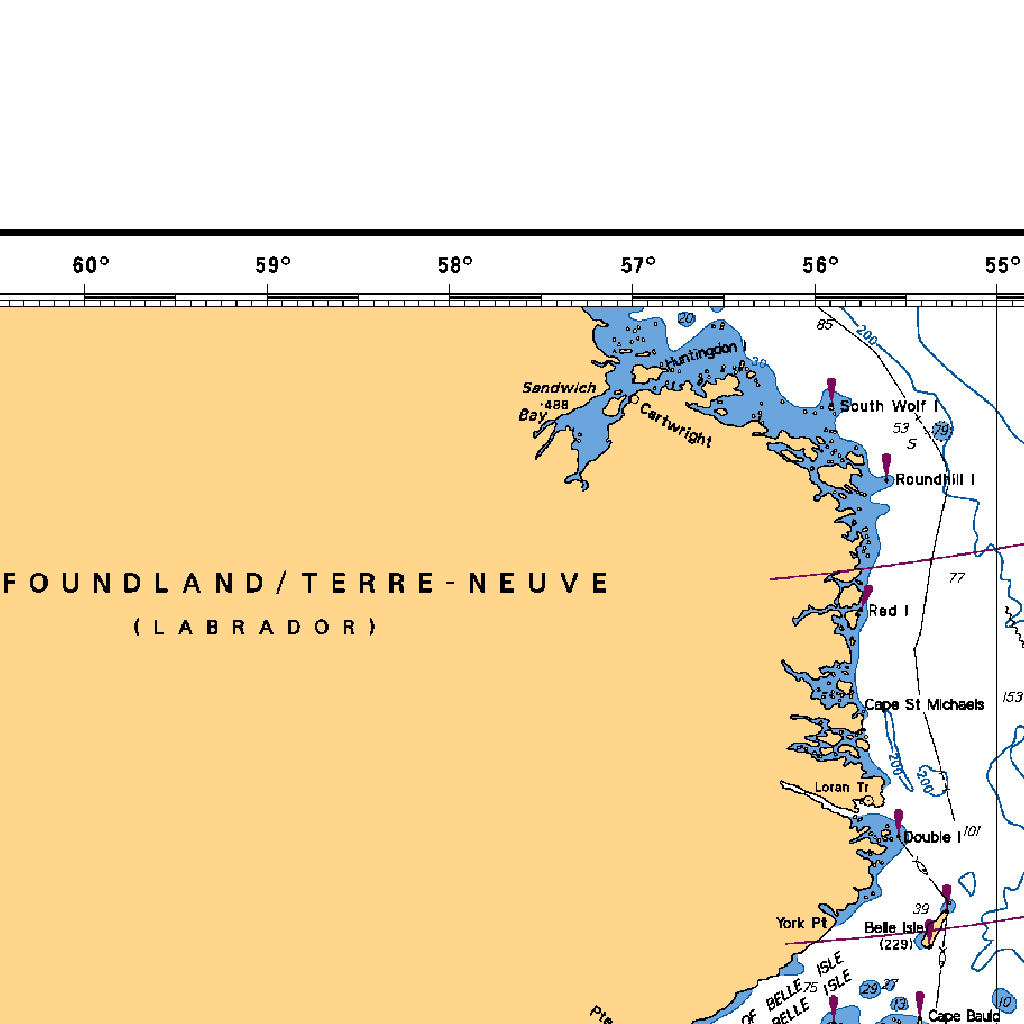 60° 59° 58° 57° 56° 55°
20
85
200
Huntingdon I
30
Sandwich
488
Bay
Cartwright
South Wolf I
53
79
5
Roundhill I
77
FOUNDLAND/TERRE-NEUVE
(LABRADOR)
Red I
153
Cape St Michaels
200
200
Loran Tr
101
Double I
39
York Pt
Belle Isle
(229)
ISLE
ISLE
75
OF BELLE
BELLE
29
27
13
10
Pte
Cape Bauld